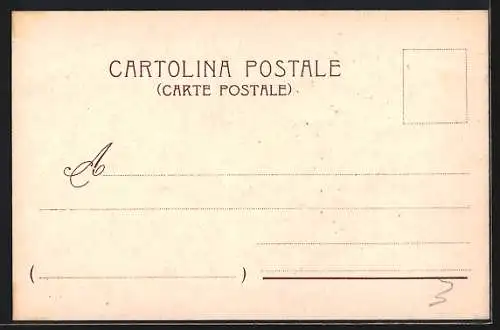 CARTOLINA POSTALE
(CARTE POSTALE)
A
( )